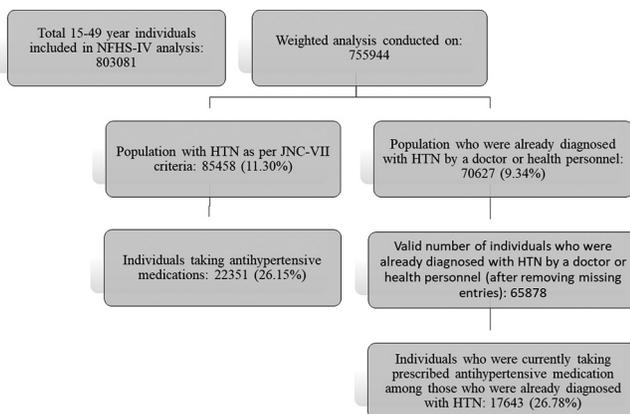 Total 15-49 year individuals
included in NFHS-IV analysis:
803081
Weighted analysis conducted on:
755944
Population with HTN as per JNC-VII
criteria: 85458 (11.30%)
Population who were already diagnosed
with HTN by a doctor or health personnel:
70627 (9.34%)
Individuals taking antihypertensive
medications: 22351 (26.15%)
Valid number of individuals who were
already diagnosed with HTN by a doctor or
health personnel (after removing missing
entries): 65878
Individuals who were currently taking
prescribed antihypertensive medication
among those who were already diagnosed
with HTN: 17643 (26.78%)